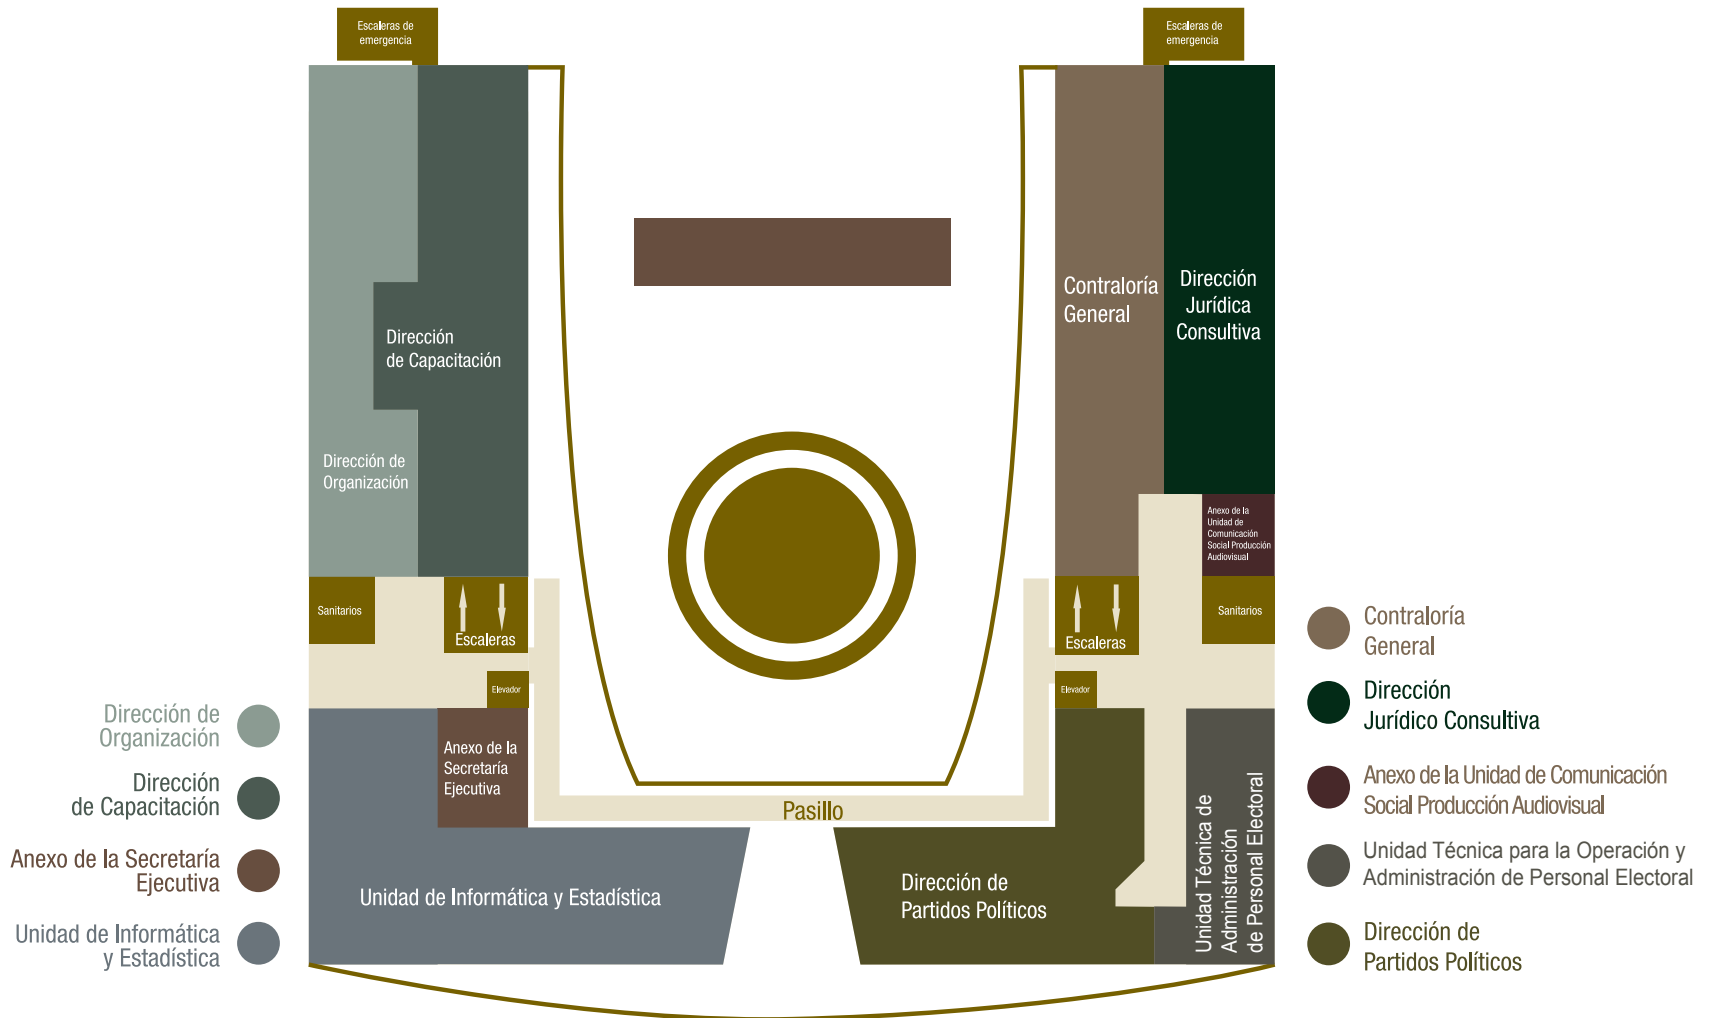 Escaleras de
emergencia
Escaleras de
emergencia
Contraloría
General
Dirección
Jurídica
Consultiva
Dirección
de Capacitación
Dirección de
Organización
Anexo de la
Unidad de
Comunicación
Social Producción
Audiovisual
Sanitarios
Escaleras
Elevador
Escaleras
Elevador
Sanitarios
Anexo de la
Secretaría
Ejecutiva
Pasillo
Unidad de Informática y Estadística
Dirección de
Partidos Políticos
Unidad Técnica de
Administración
de Personal Electoral
Dirección de
Organización
Dirección
de Capacitación
Anexo de la Secretaría
Ejecutiva
Unidad de Informática
y Estadística
Contraloría
General
Dirección
Jurídico Consultiva
Anexo de la Unidad de Comunicación
Social Producción Audiovisual
Unidad Técnica para la Operación y
Administración de Personal Electoral
Dirección de
Partidos Políticos